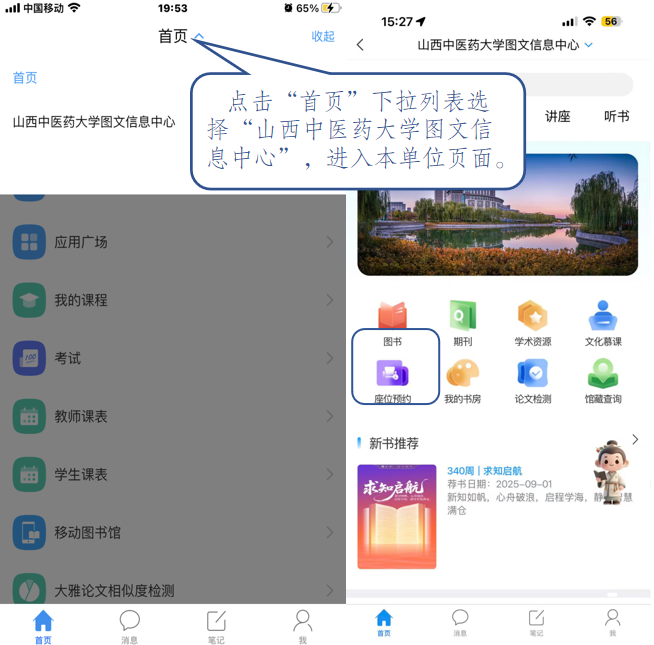 中国移动
19:53
65%
首页
收起
首页
山西中医药大学图文信息中心
点击“首页”下拉列表选
择“山西中医药大学图文信
息中心”，进入本单位页面。
应用广场
我的课程
100
考试
教师课表
学生课表
移动图书馆
大雅论文相似度检测
首页
消息
笔记
我
15:27
56
山西中医药大学图文信息中心
讲座
听书
图书
期刊
学术资源
文化慕课
座位预约
我的书房
论文检测
馆藏查询
新书推荐
求知启航
340周 | 求知启航
荐书日期：2025-09-01
新知如帆，心舟破浪，启程学海，静
慧
满仓
首页
消息
笔记
我